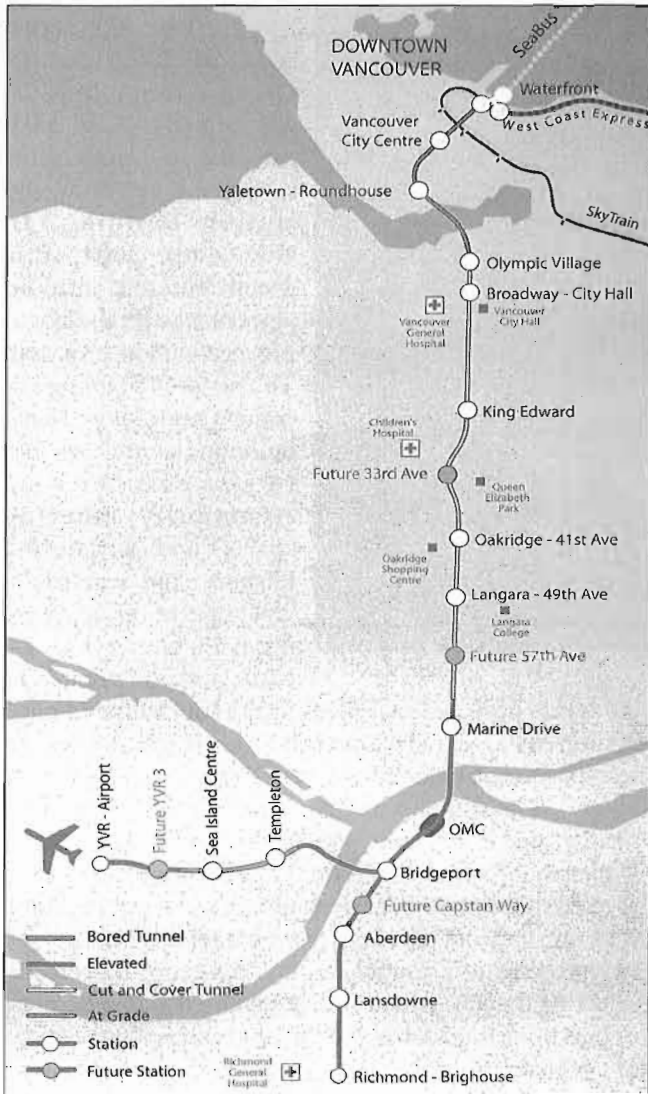 SeaBus
DOWNTOWN
VANCOUVER
Waterfront
West Coast Express
Vancouver
City Centre
Yaletown - Roundhouse
SkyTrain
Olympic Village
Broadway - City Hall
Vancouver
General
Hospital
Vancouver
City Hall
King Edward
Children's
Hospital
Future 33rd Ave
Queen
Elizabeth
Park
Oakridge - 41st Ave
Oakridge
Shopping
Centre
Langara - 49th Ave
Langara
College
Future 57th Ave
Marine Drive
YVR - Airport
Future YVR 3
Sea Island Centre
Templeton
OMC
Bridgeport
Future Capstan Way
Aberdeen
Lansdowne
Richmond - Brighouse
Bored Tunnel
Elevated
Cut and Cover Tunnel
At Grade
Station
Future Station
Richmond
General
Hospital